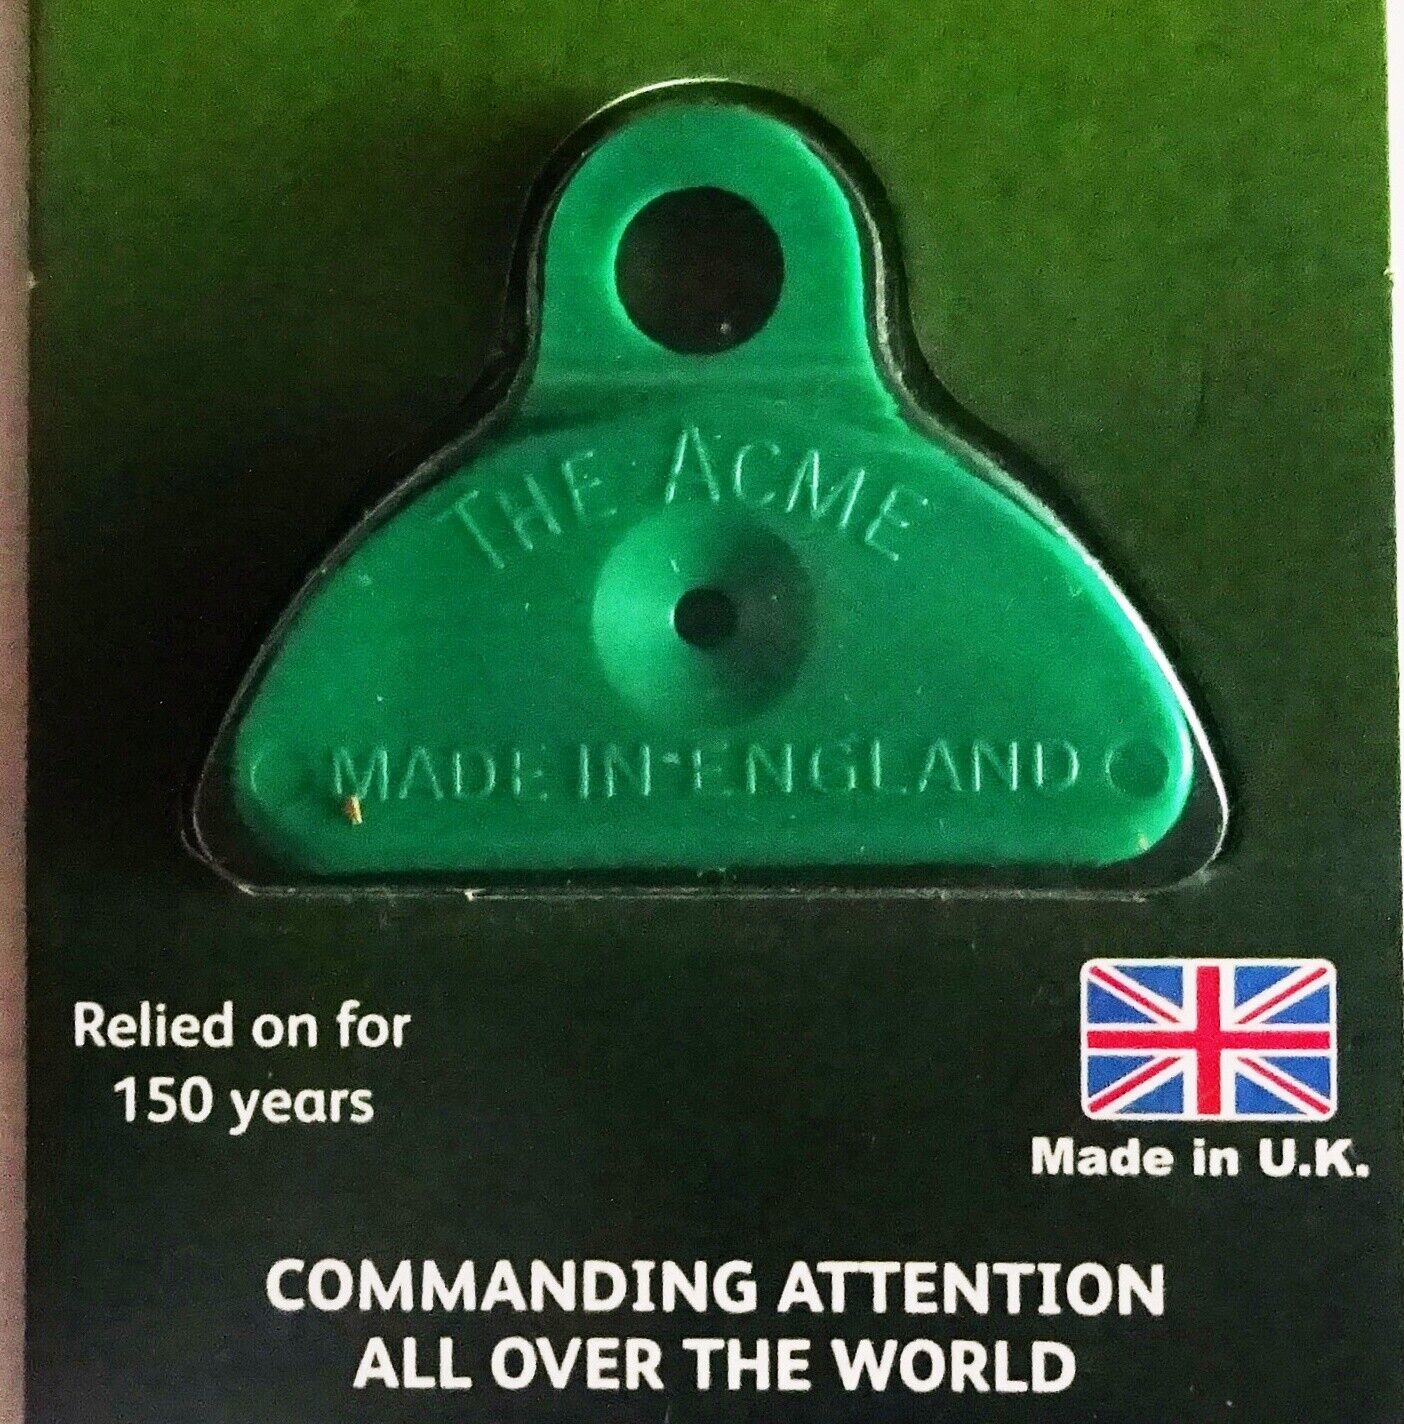 THE ACME
MADE IN ENGLAND
Relied on for
150 years
Made in U.K.
COMMANDING ATTENTION
ALL OVER THE WORLD